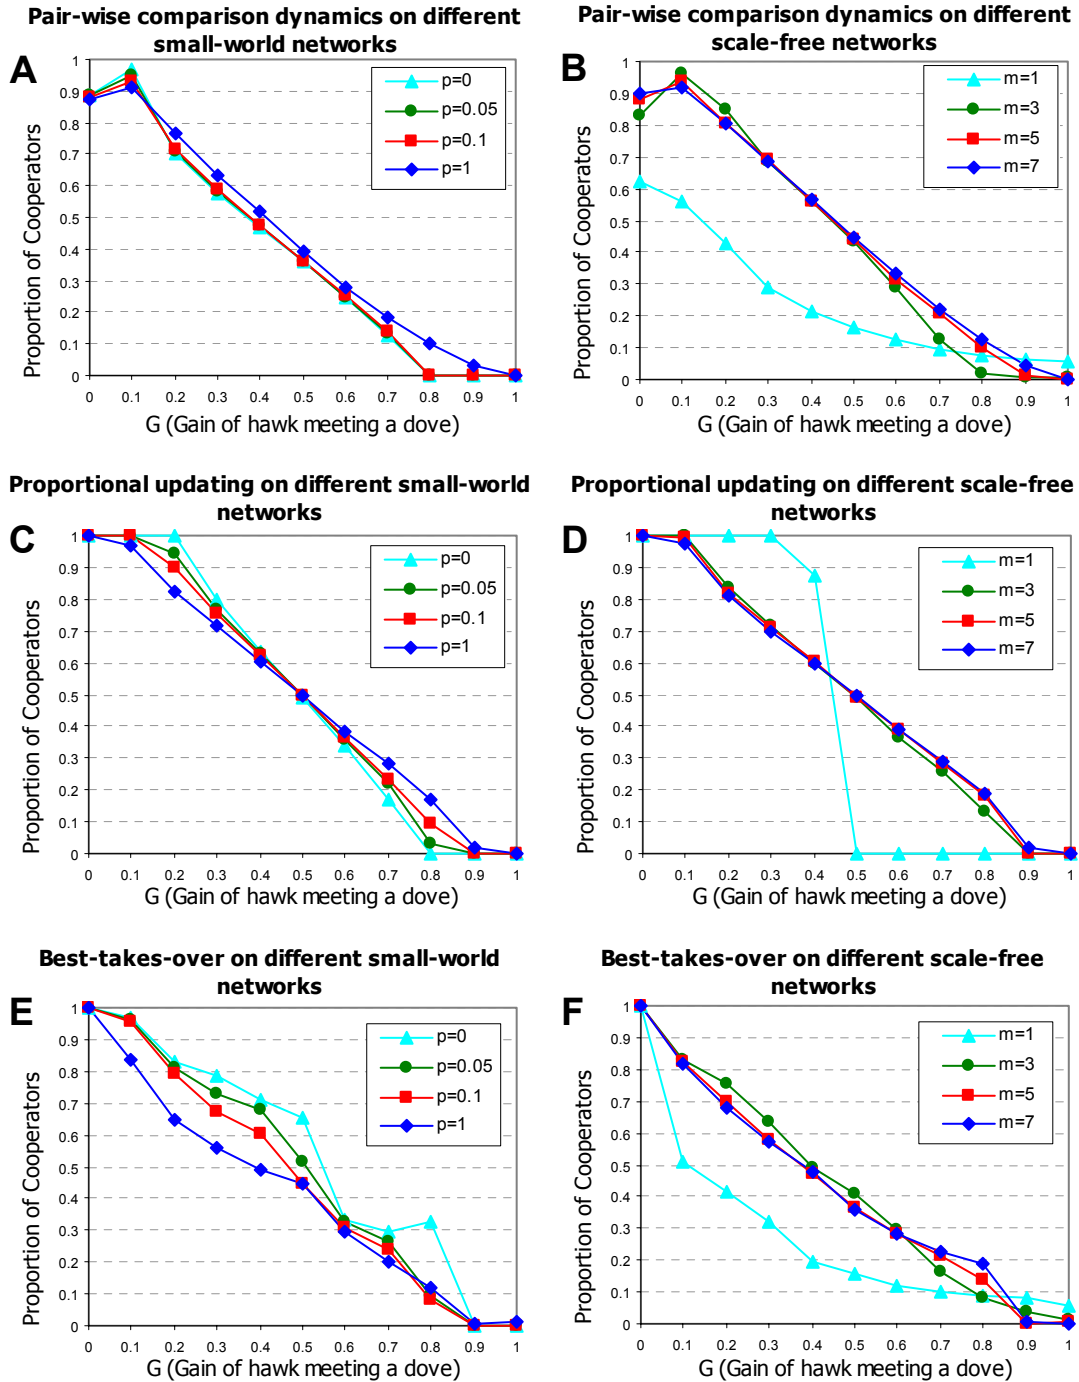 Pair-wise comparison dynamics on different
small-world networks
A
Proportion of Cooperators
1
0.9
0.8
0.7
0.6
0.5
0.4
0.3
0.2
0.1
0
p=0
p=0.05
p=0.1
p=1
0 0.1 0.2 0.3 0.4 0.5 0.6 0.7 0.8 0.9 1
G (Gain of hawk meeting a dove)
Pair-wise comparison dynamics on different
scale-free networks
B
Proportion of Cooperators
1
0.9
0.8
0.7
0.6
0.5
0.4
0.3
0.2
0.1
0
m=1
m=3
m=5
m=7
0 0.1 0.2 0.3 0.4 0.5 0.6 0.7 0.8 0.9 1
G (Gain of hawk meeting a dove)
Proportional updating on different small-world
networks
C
Proportion of Cooperators
1
0.9
0.8
0.7
0.6
0.5
0.4
0.3
0.2
0.1
0
p=0
p=0.05
p=0.1
p=1
0 0.1 0.2 0.3 0.4 0.5 0.6 0.7 0.8 0.9 1
G (Gain of hawk meeting a dove)
Proportional updating on different scale-free
networks
D
Proportion of Cooperators
1
0.9
0.8
0.7
0.6
0.5
0.4
0.3
0.2
0.1
0
m=1
m=3
m=5
m=7
0 0.1 0.2 0.3 0.4 0.5 0.6 0.7 0.8 0.9 1
G (Gain of hawk meeting a dove)
Best-takes-over on different small-world
networks
E
Proportion of Cooperators
1
0.9
0.8
0.7
0.6
0.5
0.4
0.3
0.2
0.1
0
p=0
p=0.05
p=0.1
p=1
0 0.1 0.2 0.3 0.4 0.5 0.6 0.7 0.8 0.9 1
G (Gain of hawk meeting a dove)
Best-takes-over on different scale-free
networks
F
Proportion of Cooperators
1
0.9
0.8
0.7
0.6
0.5
0.4
0.3
0.2
0.1
0
m=1
m=3
m=5
m=7
0 0.1 0.2 0.3 0.4 0.5 0.6 0.7 0.8 0.9 1
G (Gain of hawk meeting a dove)